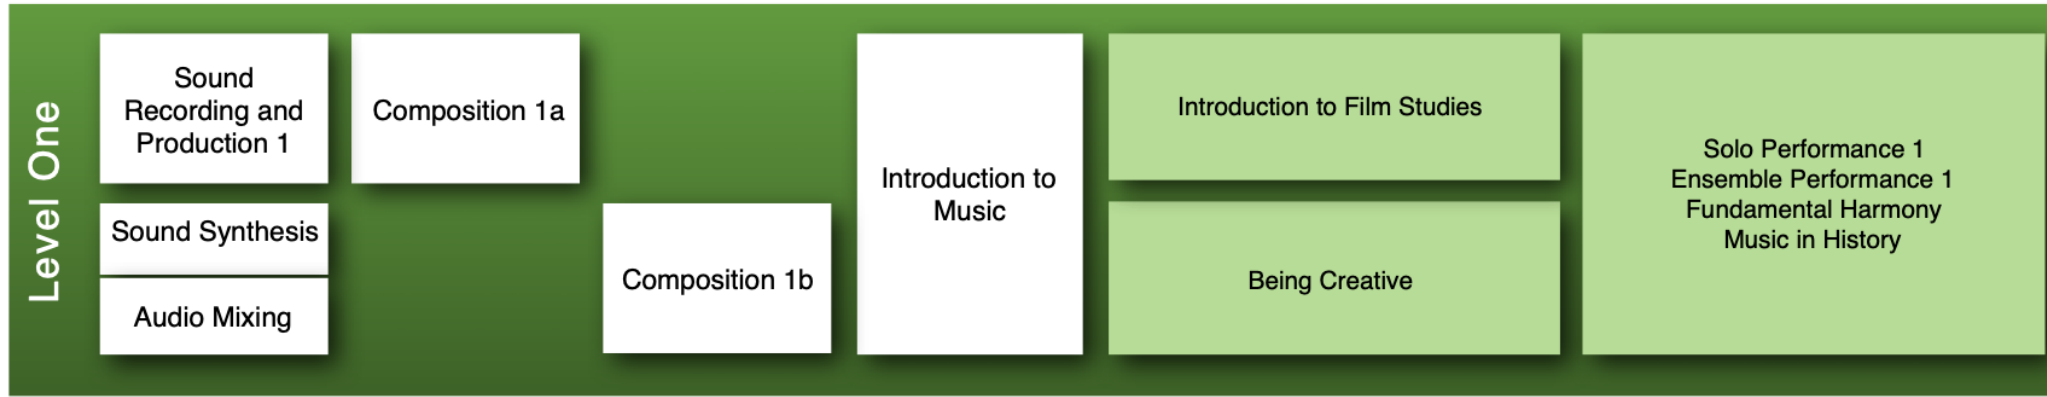 Level One
Sound
Recording and
Production 1
Composition 1a
Sound Synthesis
Audio Mixing
Composition 1b
Introduction to
Music
Introduction to Film Studies
Being Creative
Solo Performance 1
Ensemble Performance 1
Fundamental Harmony
Music in History